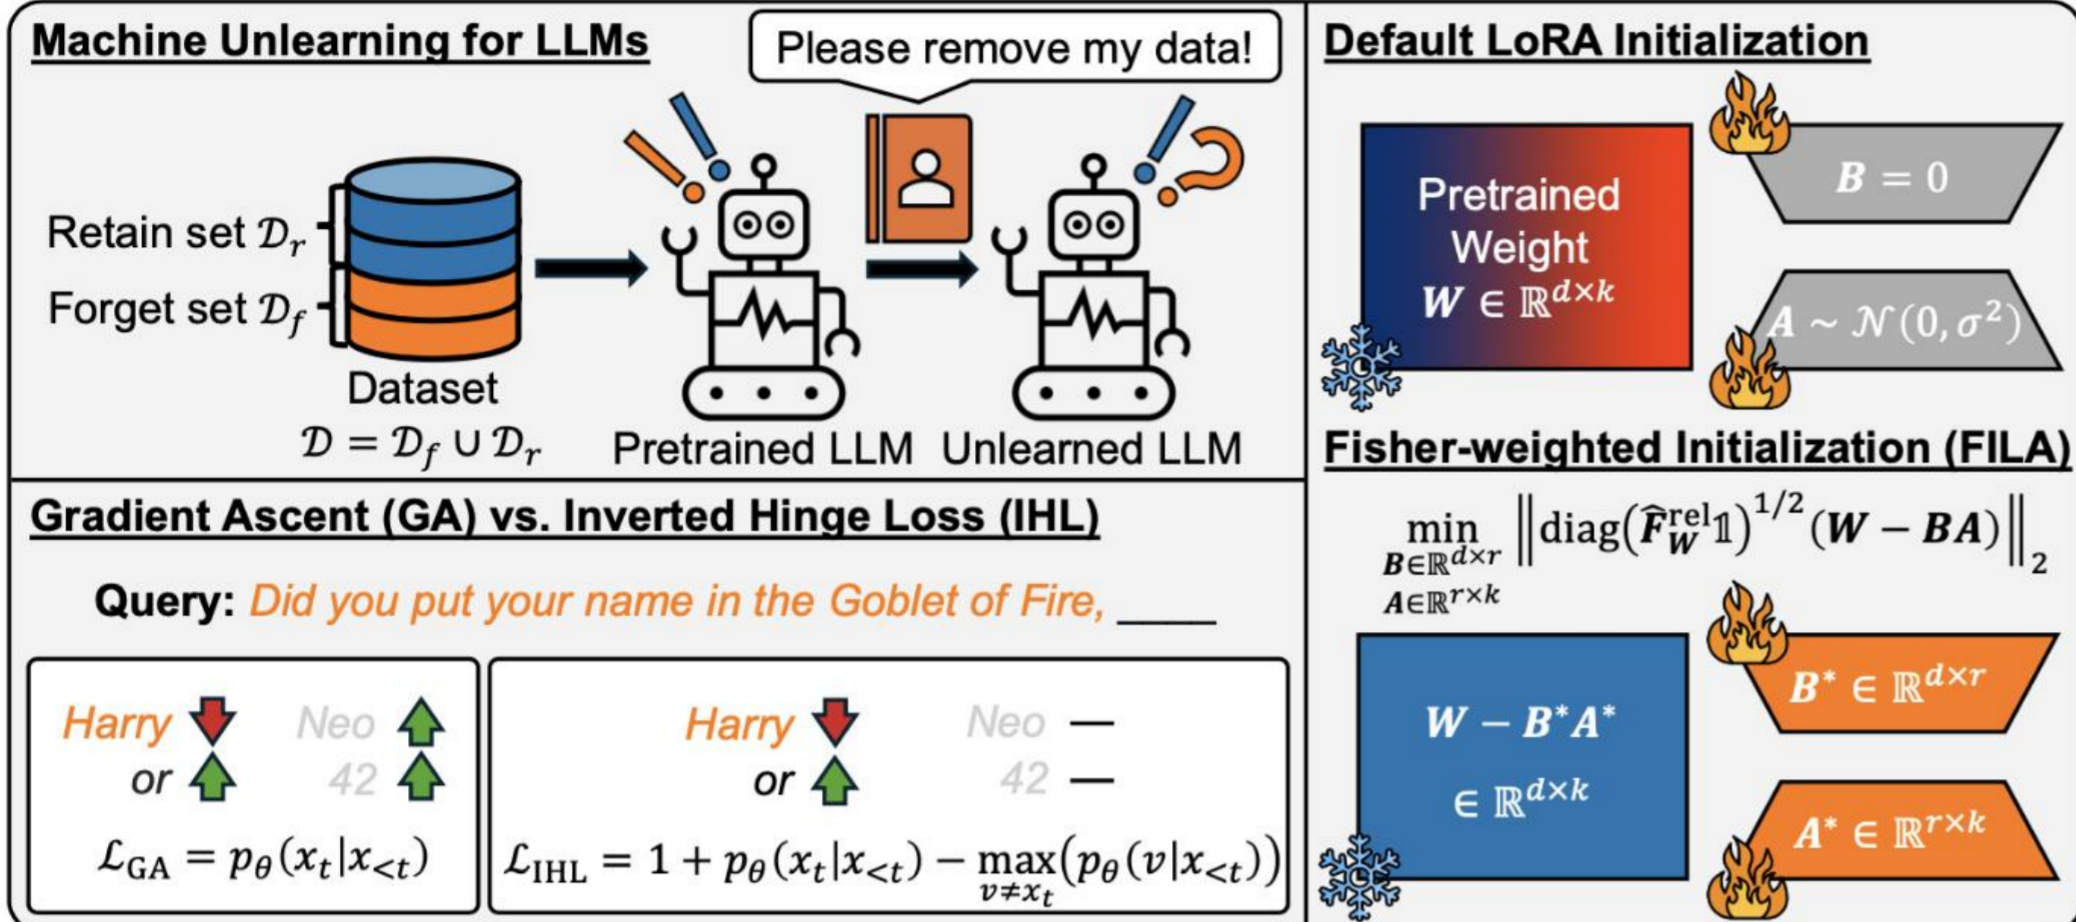 Machine Unlearning for LLMs
Please remove my data!
Retain set 𝒟ᵣ
Forget set 𝒟_f
Dataset
𝒟 = 𝒟_f ∪ 𝒟ᵣ
Pretrained LLM
Unlearned LLM
Gradient Ascent (GA) vs. Inverted Hinge Loss (IHL)
Query: Did you put your name in the Goblet of Fire, ____
Harry Neo
or 42
ℒ_GA = p_θ(x_t|x_{<t})
Harry Neo —
or 42 —
ℒ_IHL = 1 + p_θ(x_t|x_{<t}) − max_{v≠x_t}(p_θ(v|x_{<t}))
Default LoRA Initialization
Pretrained
Weight
W ∈ ℝ^{d×k}
B = 0
A ~ 𝒩(0, σ²)
Fisher-weighted Initialization (FILA)
min_{B∈ℝ^{d×r}, A∈ℝ^{r×k}} ‖diag(F̂_W^{rel}𝟙)^{1/2}(W − BA)‖₂
W − B*A*
∈ ℝ^{d×k}
B* ∈ ℝ^{d×r}
A* ∈ ℝ^{r×k}